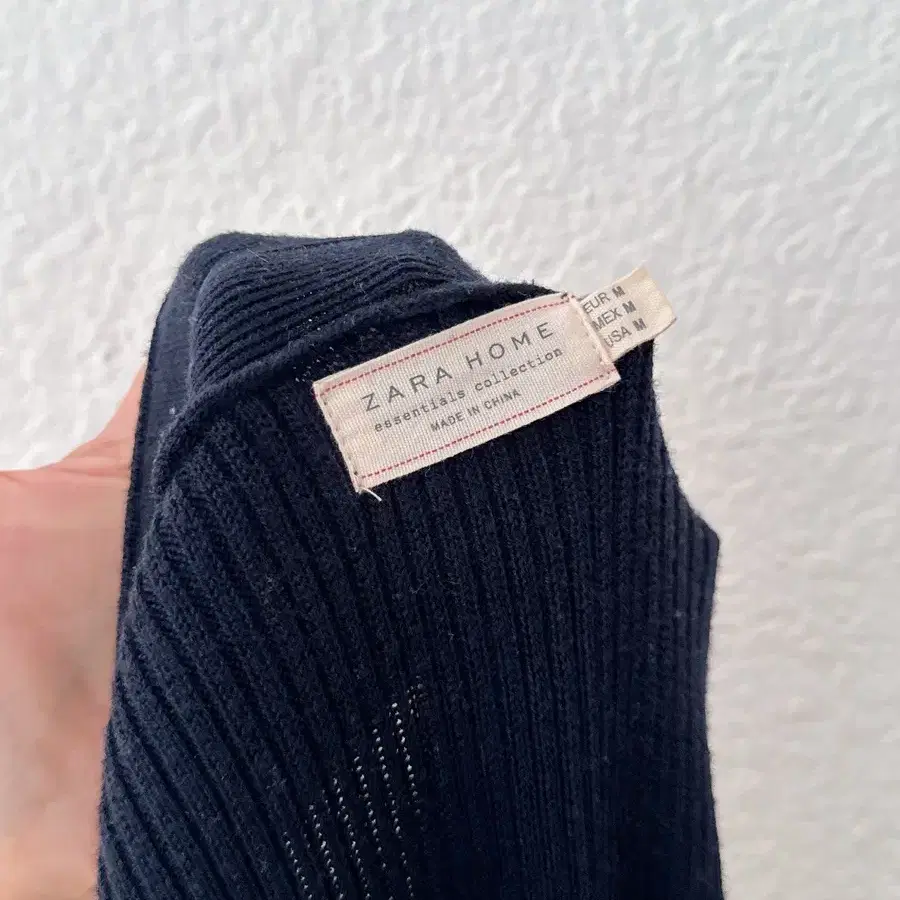 ZARA HOME
essentials collection
MADE IN CHINA
EUR M
MEX M
USA M